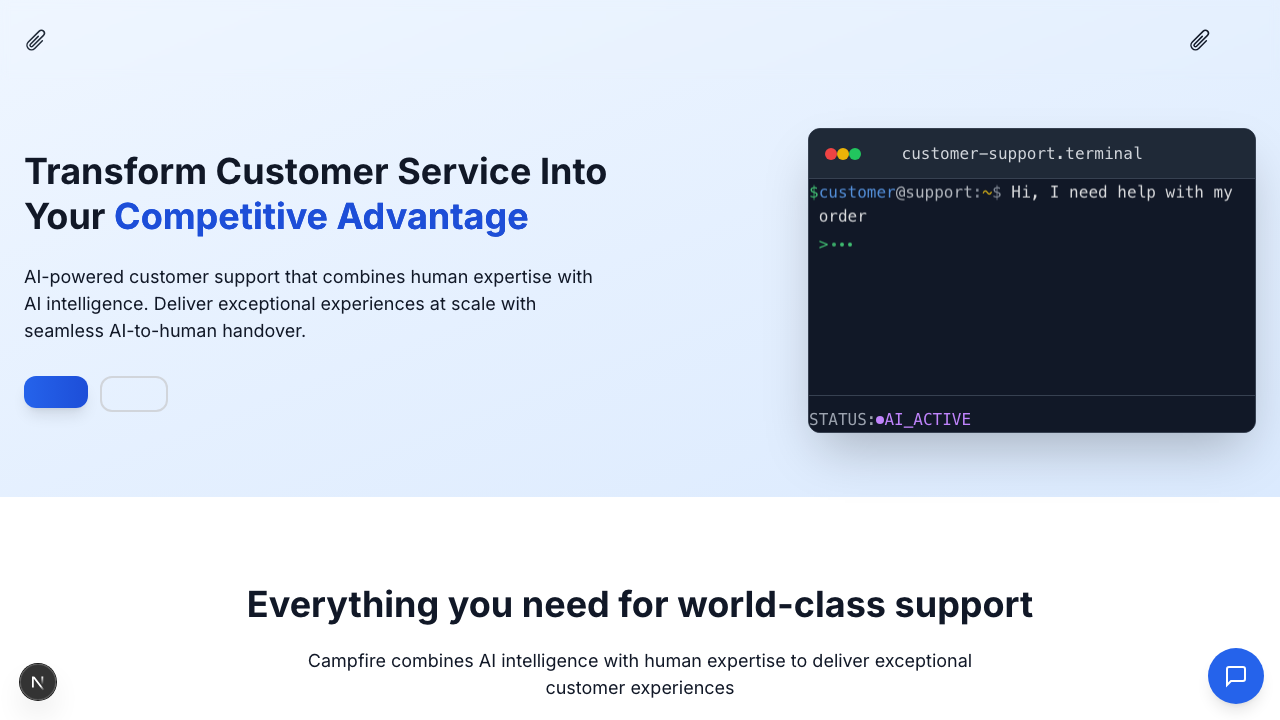 customer-support.terminal
Transform Customer Service Into
Your Competitive Advantage
AI-powered customer support that combines human expertise with
AI intelligence. Deliver exceptional experiences at scale with
seamless AI-to-human handover.
$customer@support:~$ Hi, I need help with my
order
>•••
STATUS:●AI_ACTIVE
Everything you need for world-class support
Campfire combines AI intelligence with human expertise to deliver exceptional
customer experiences
N